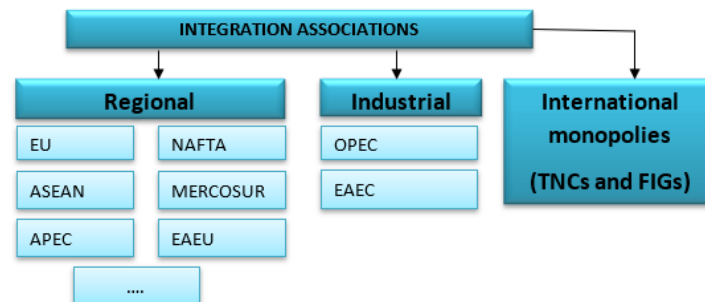 INTEGRATION ASSOCIATIONS
Regional
Industrial
International
monopolies
(TNCs and FIGs)
EU
NAFTA
OPEC
ASEAN
MERCOSUR
EAEC
APEC
EAEU
....